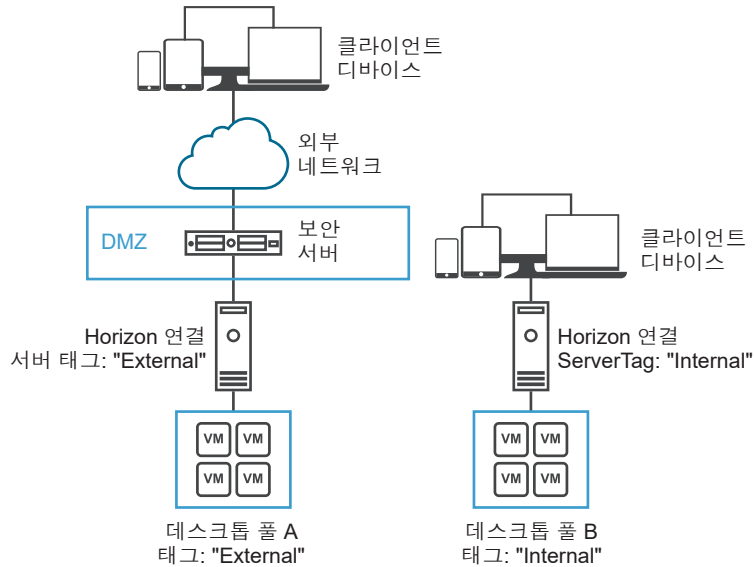 클라이언트
디바이스
외부
네트워크
DMZ
보안
서버
클라이언트
디바이스
Horizon 연결
서버 태그: "External"
Horizon 연결
ServerTag: "Internal"
VM VM
VM VM
VM VM
VM VM
데스크톱 풀 A
태그: "External"
데스크톱 풀 B
태그: "Internal"